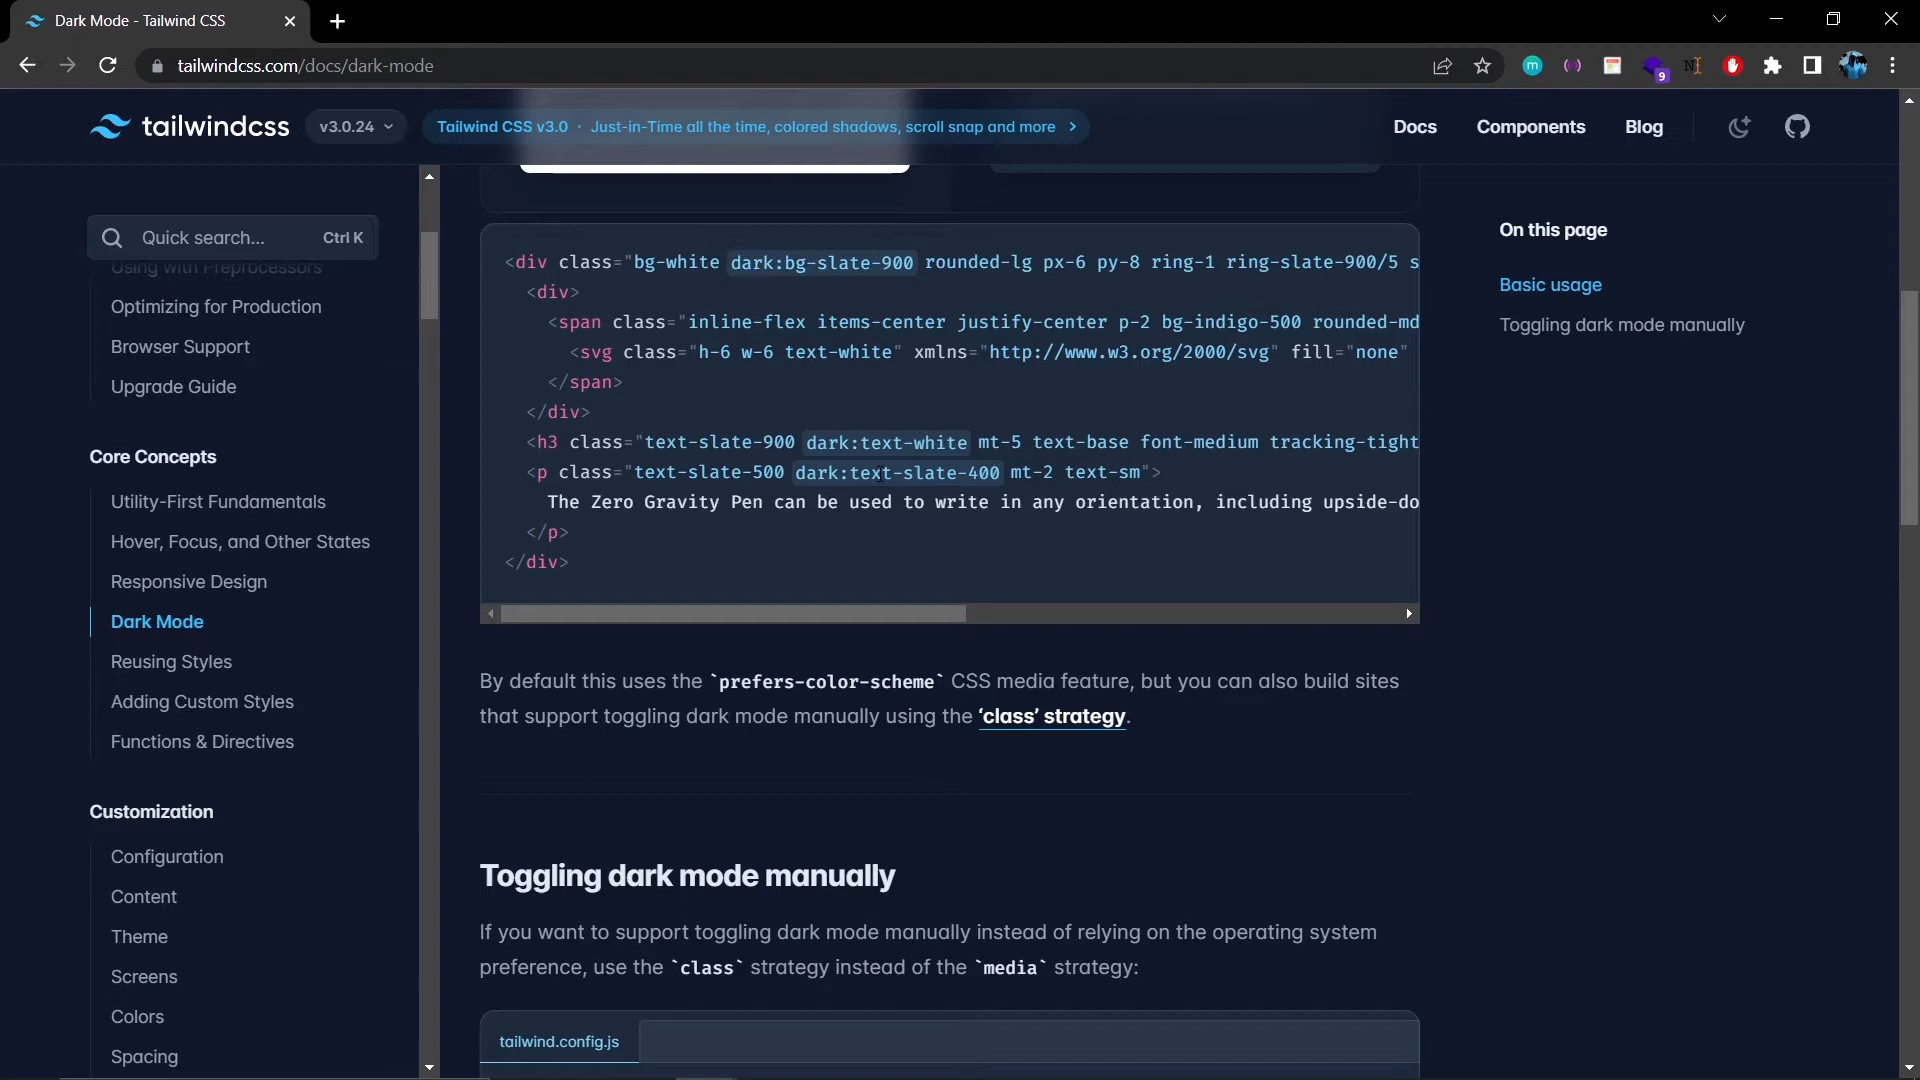 Dark Mode - Tailwind CSS
tailwindcss.com/docs/dark-mode
m
9
tailwindcss
v3.0.24
Tailwind CSS v3.0 · Just-in-Time all the time, colored shadows, scroll snap and more
Docs
Components
Blog
Quick search...
Ctrl K
Using with Preprocessors
Optimizing for Production
Browser Support
Upgrade Guide
Core Concepts
Utility-First Fundamentals
Hover, Focus, and Other States
Responsive Design
Dark Mode
Reusing Styles
Adding Custom Styles
Functions & Directives
Customization
Configuration
Content
Theme
Screens
Colors
Spacing
<div class="bg-white dark:bg-slate-900 rounded-lg px-6 py-8 ring-1 ring-slate-900/5 s
<div>
<span class="inline-flex items-center justify-center p-2 bg-indigo-500 rounded-md
<svg class="h-6 w-6 text-white" xmlns="http://www.w3.org/2000/svg" fill="none"
</span>
</div>
<h3 class="text-slate-900 dark:text-white mt-5 text-base font-medium tracking-tight
<p class="text-slate-500 dark:text-slate-400 mt-2 text-sm">
The Zero Gravity Pen can be used to write in any orientation, including upside-do
</p>
</div>
By default this uses the `prefers-color-scheme` CSS media feature, but you can also build sites
that support toggling dark mode manually using the ‘class’ strategy.
Toggling dark mode manually
If you want to support toggling dark mode manually instead of relying on the operating system
preference, use the `class` strategy instead of the `media` strategy:
tailwind.config.js
On this page
Basic usage
Toggling dark mode manually